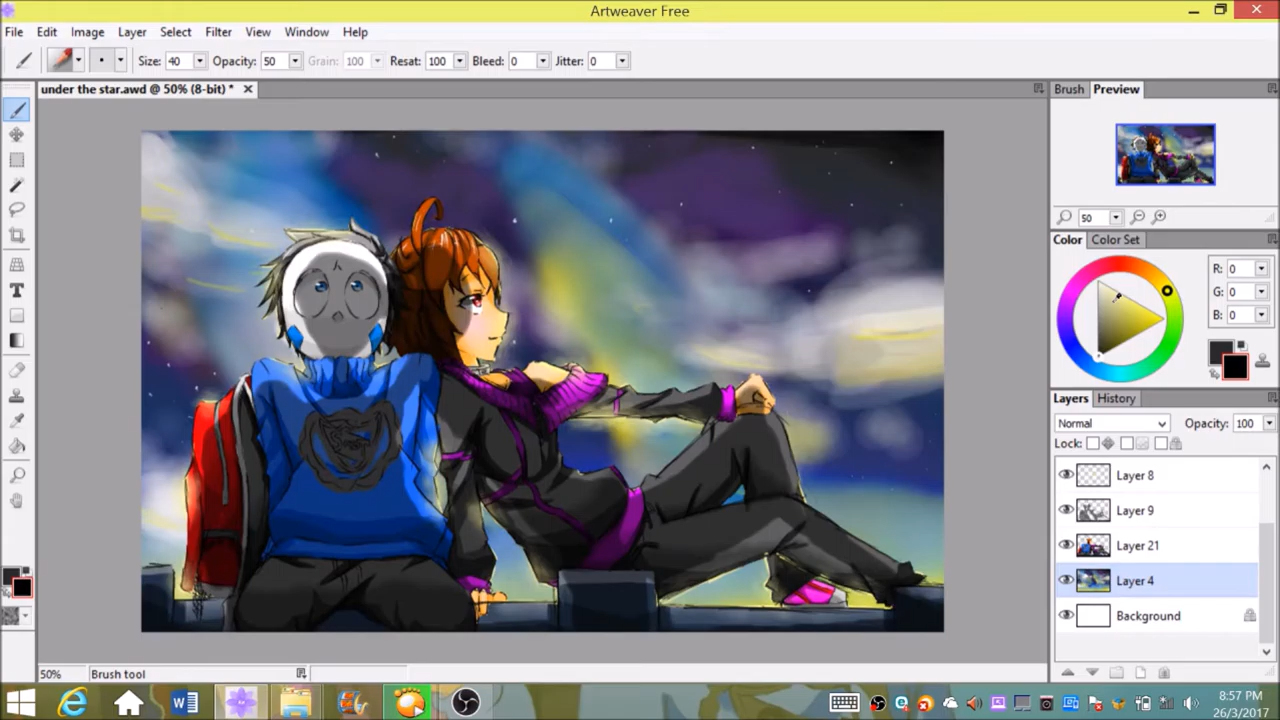 Artweaver Free
File Edit Image Layer Select Filter View Window Help
Size: 40 Opacity: 50 Grain: 100 Resat: 100 Bleed: 0 Jitter: 0
under the star.awd @ 50% (8-bit) *
Brush Preview
50
Color Color Set
R: 0
G: 0
B: 0
Layers History
Normal Opacity: 100
Lock:
Layer 8
Layer 9
Layer 21
Layer 4
Background
50% Brush tool
8:57 PM
26/3/2017